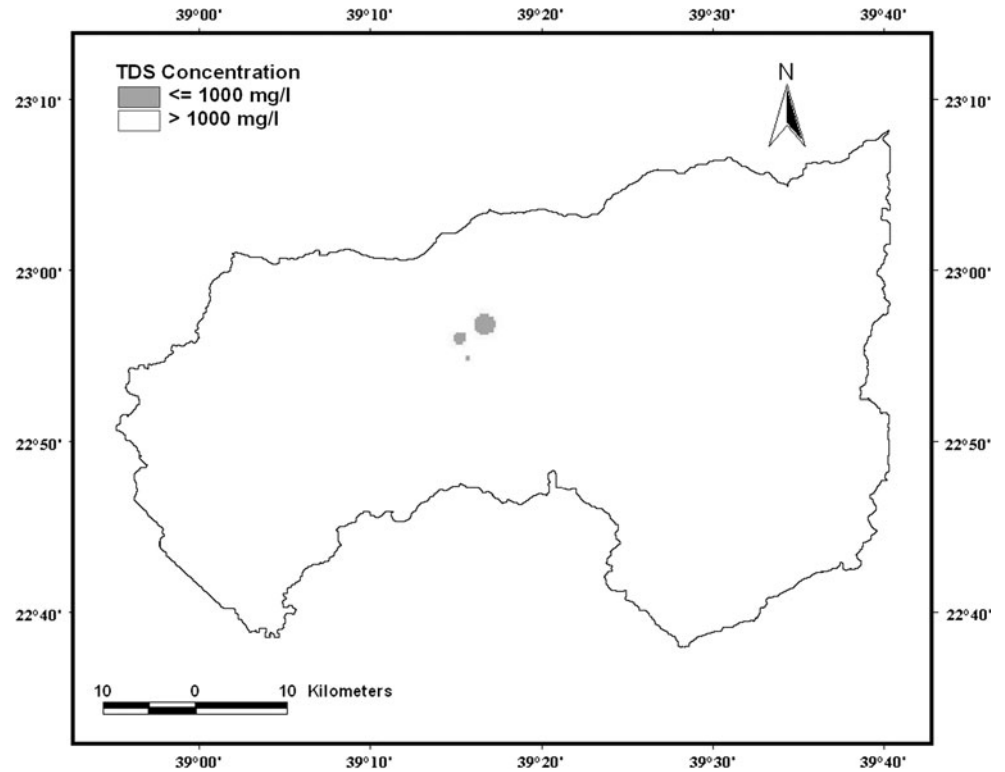 39°00' 39°10' 39°20' 39°30' 39°40'
TDS Concentration
<= 1000 mg/l
> 1000 mg/l
N
23°10' 23°10'
23°00' 23°00'
22°50' 22°50'
22°40' 22°40'
10 0 10 Kilometers
39°00' 39°10' 39°20' 39°30' 39°40'